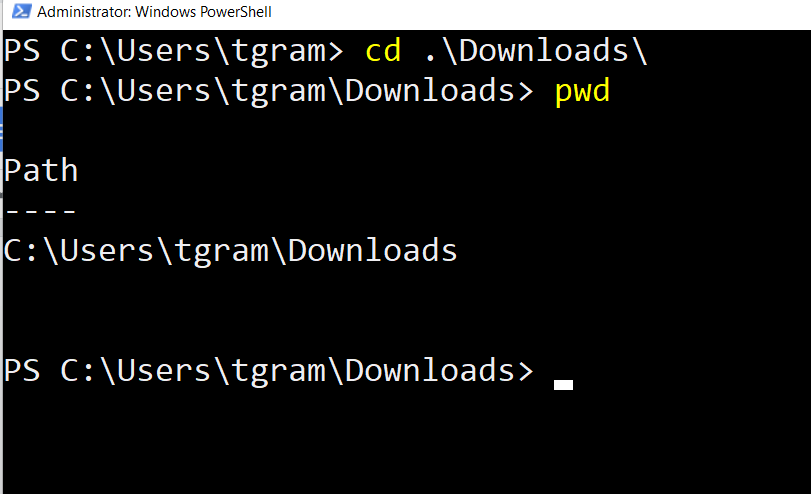 Administrator: Windows PowerShell
PS C:\Users\tgram> cd .\Downloads\
PS C:\Users\tgram\Downloads> pwd
Path
----
C:\Users\tgram\Downloads
PS C:\Users\tgram\Downloads>